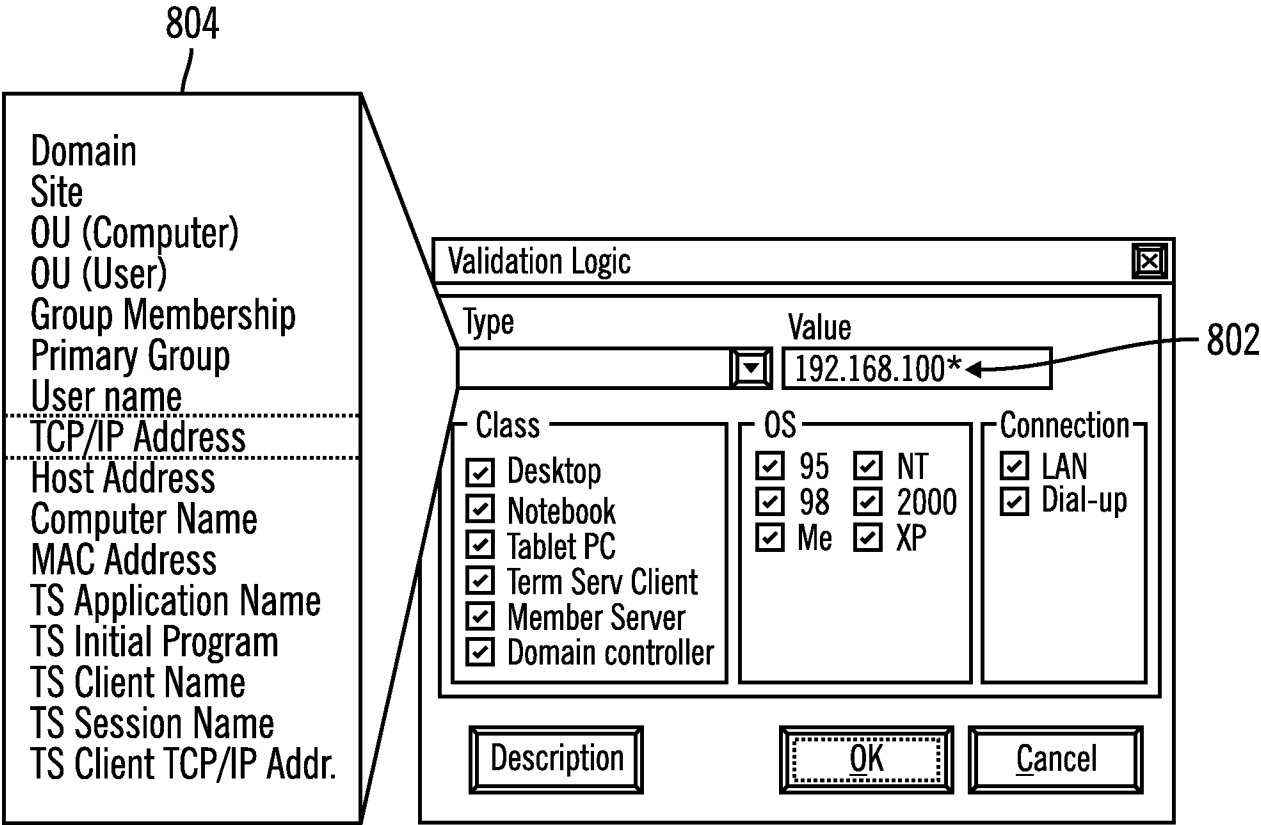 804
Domain
Site
OU (Computer)
OU (User)
Group Membership
Primary Group
User name
TCP/IP Address
Host Address
Computer Name
MAC Address
TS Application Name
TS Initial Program
TS Client Name
TS Session Name
TS Client TCP/IP Addr.
Validation Logic
Type Value
192.168.100*
802
Class
Desktop
Notebook
Tablet PC
Term Serv Client
Member Server
Domain controller
OS
95 NT
98 2000
Me XP
Connection
LAN
Dial-up
Description OK Cancel